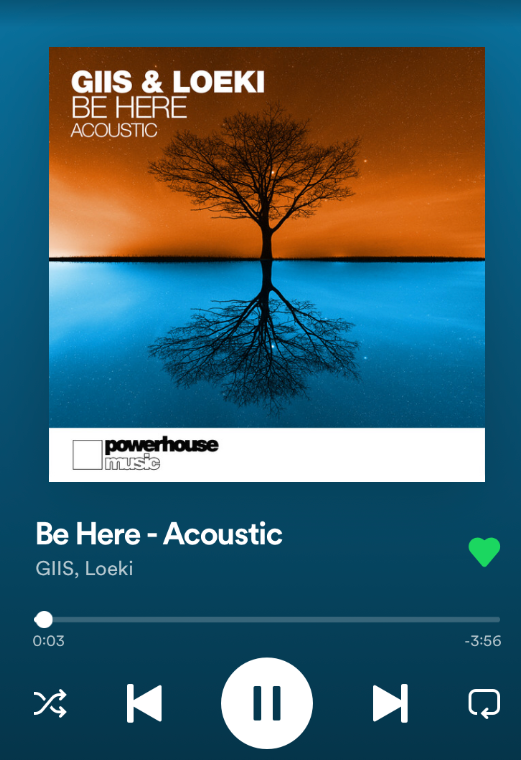 GIIS & LOEKI
BE HERE
ACOUSTIC
powerhouse
music
Be Here - Acoustic
GIIS, Loeki
0:03
-3:56